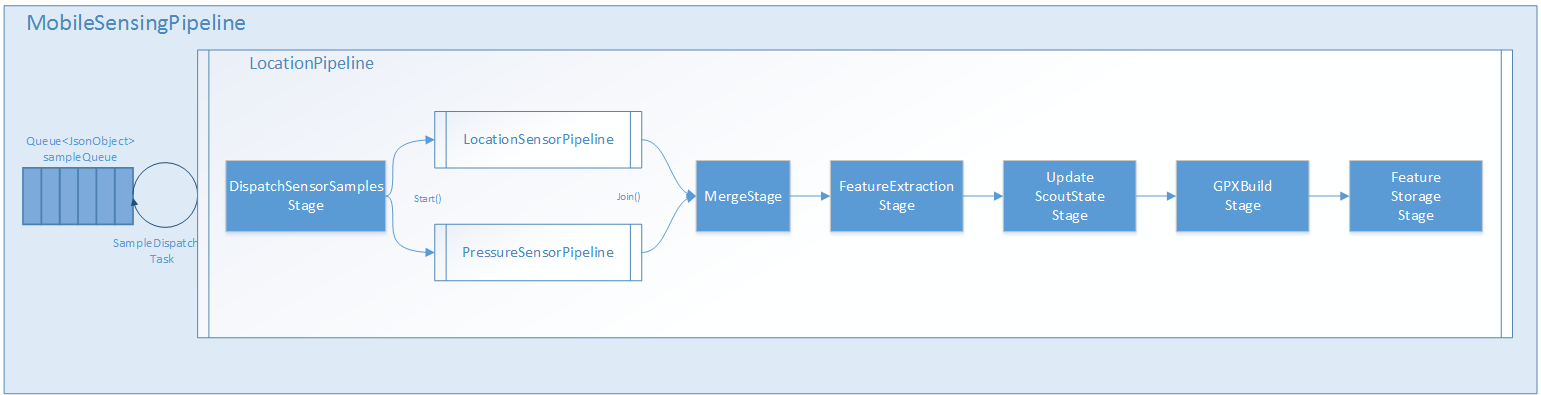 MobileSensingPipeline
LocationPipeline
Queue<JsonObject>
sampleQueue
SampleDispatch
Task
DispatchSensorSamples
Stage
Start()
LocationSensorPipeline
PressureSensorPipeline
Join()
MergeStage
FeatureExtraction
Stage
Update
ScoutState
Stage
GPXBuild
Stage
Feature
Storage
Stage